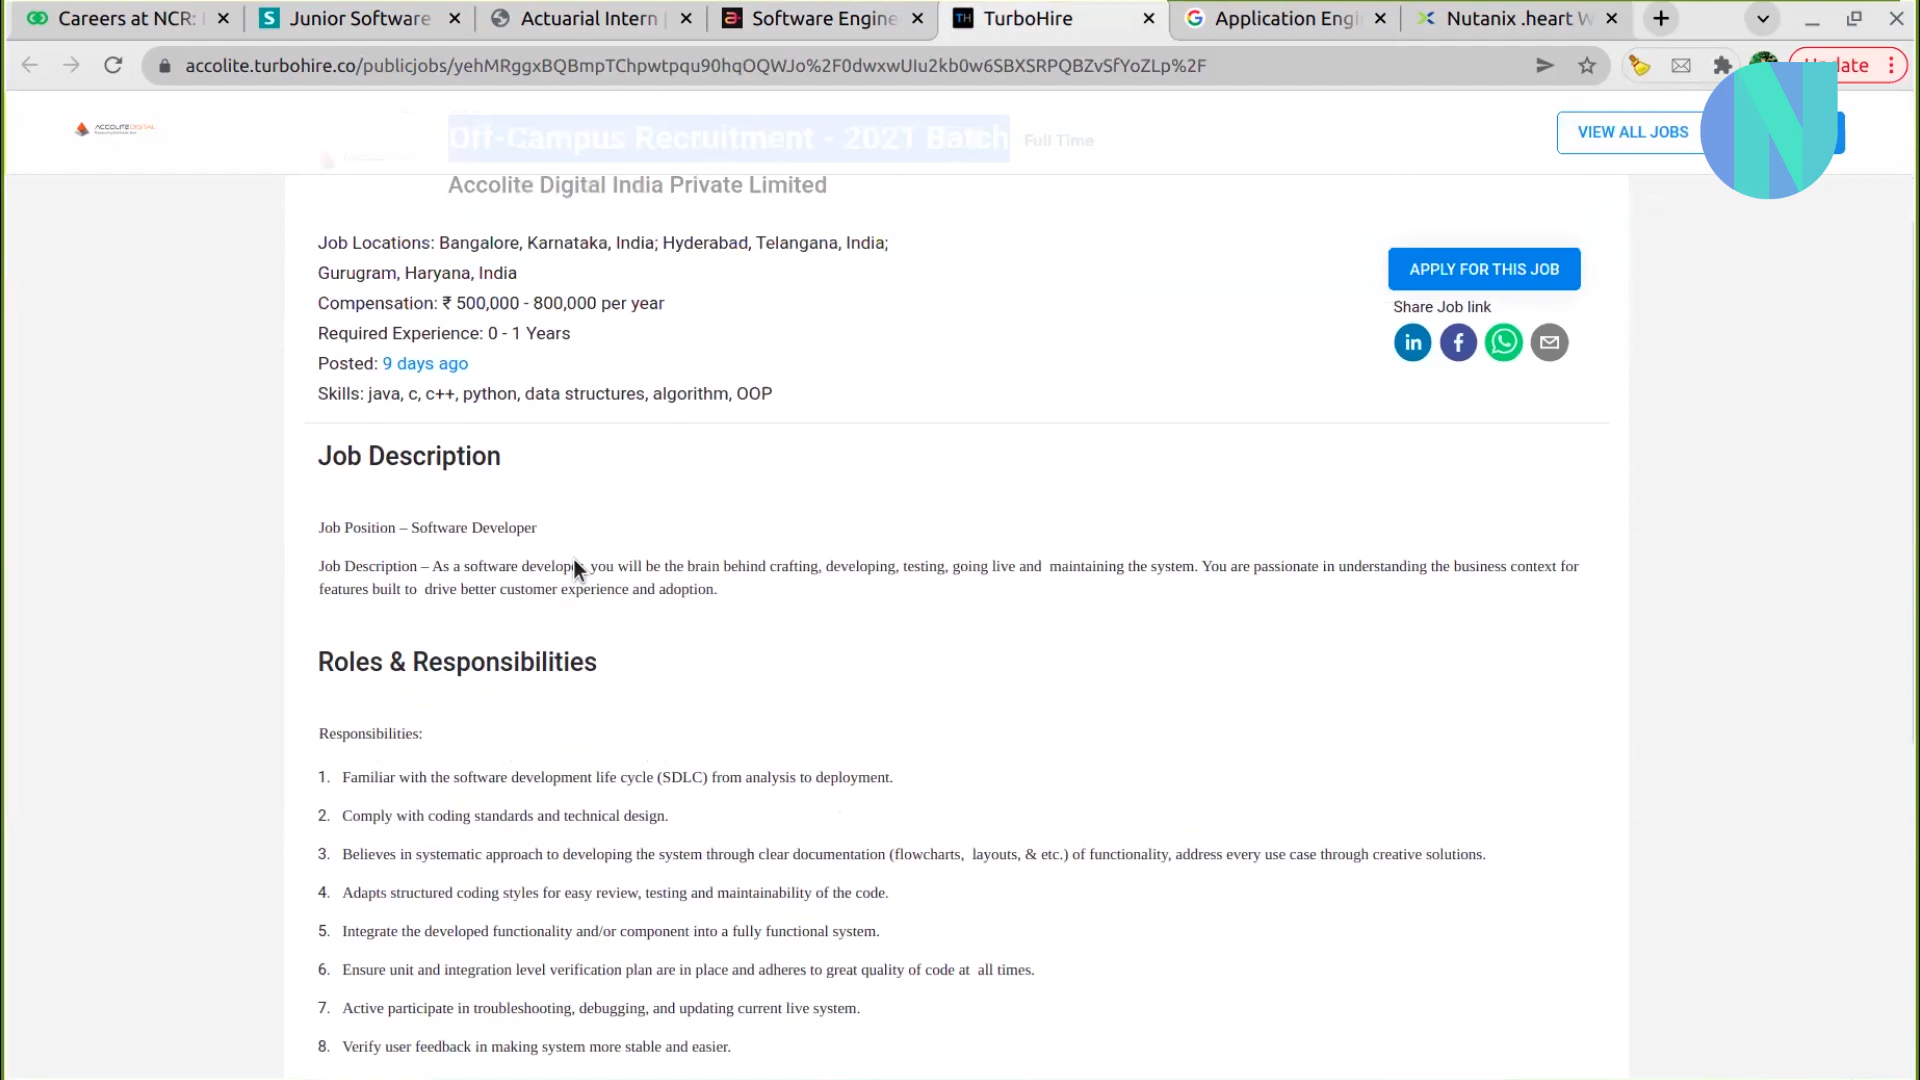 Careers at NCR:
Junior Software
Actuarial Intern
Software Engine
TurboHire
Application Engi
Nutanix .heart W
accolite.turbohire.co/publicjobs/yehMRggxBQBmpTChpwtpqu90hqOQWJo%2F0dwxwUIu2kb0w6SBXSRPQBZvSfYoZLp%2F
ACCOLITE DIGITAL
Off-Campus Recruitment - 2021 Batch
Full Time
VIEW ALL JOBS
Accolite Digital India Private Limited
Job Locations: Bangalore, Karnataka, India; Hyderabad, Telangana, India;
Gurugram, Haryana, India
Compensation: ₹ 500,000 - 800,000 per year
Required Experience: 0 - 1 Years
Posted: 9 days ago
Skills: java, c, c++, python, data structures, algorithm, OOP
APPLY FOR THIS JOB
Share Job link
Job Description
Job Position – Software Developer
Job Description – As a software developer, you will be the brain behind crafting, developing, testing, going live and maintaining the system. You are passionate in understanding the business context for
features built to drive better customer experience and adoption.
Roles & Responsibilities
Responsibilities:
1. Familiar with the software development life cycle (SDLC) from analysis to deployment.
2. Comply with coding standards and technical design.
3. Believes in systematic approach to developing the system through clear documentation (flowcharts, layouts, & etc.) of functionality, address every use case through creative solutions.
4. Adapts structured coding styles for easy review, testing and maintainability of the code.
5. Integrate the developed functionality and/or component into a fully functional system.
6. Ensure unit and integration level verification plan are in place and adheres to great quality of code at all times.
7. Active participate in troubleshooting, debugging, and updating current live system.
8. Verify user feedback in making system more stable and easier.